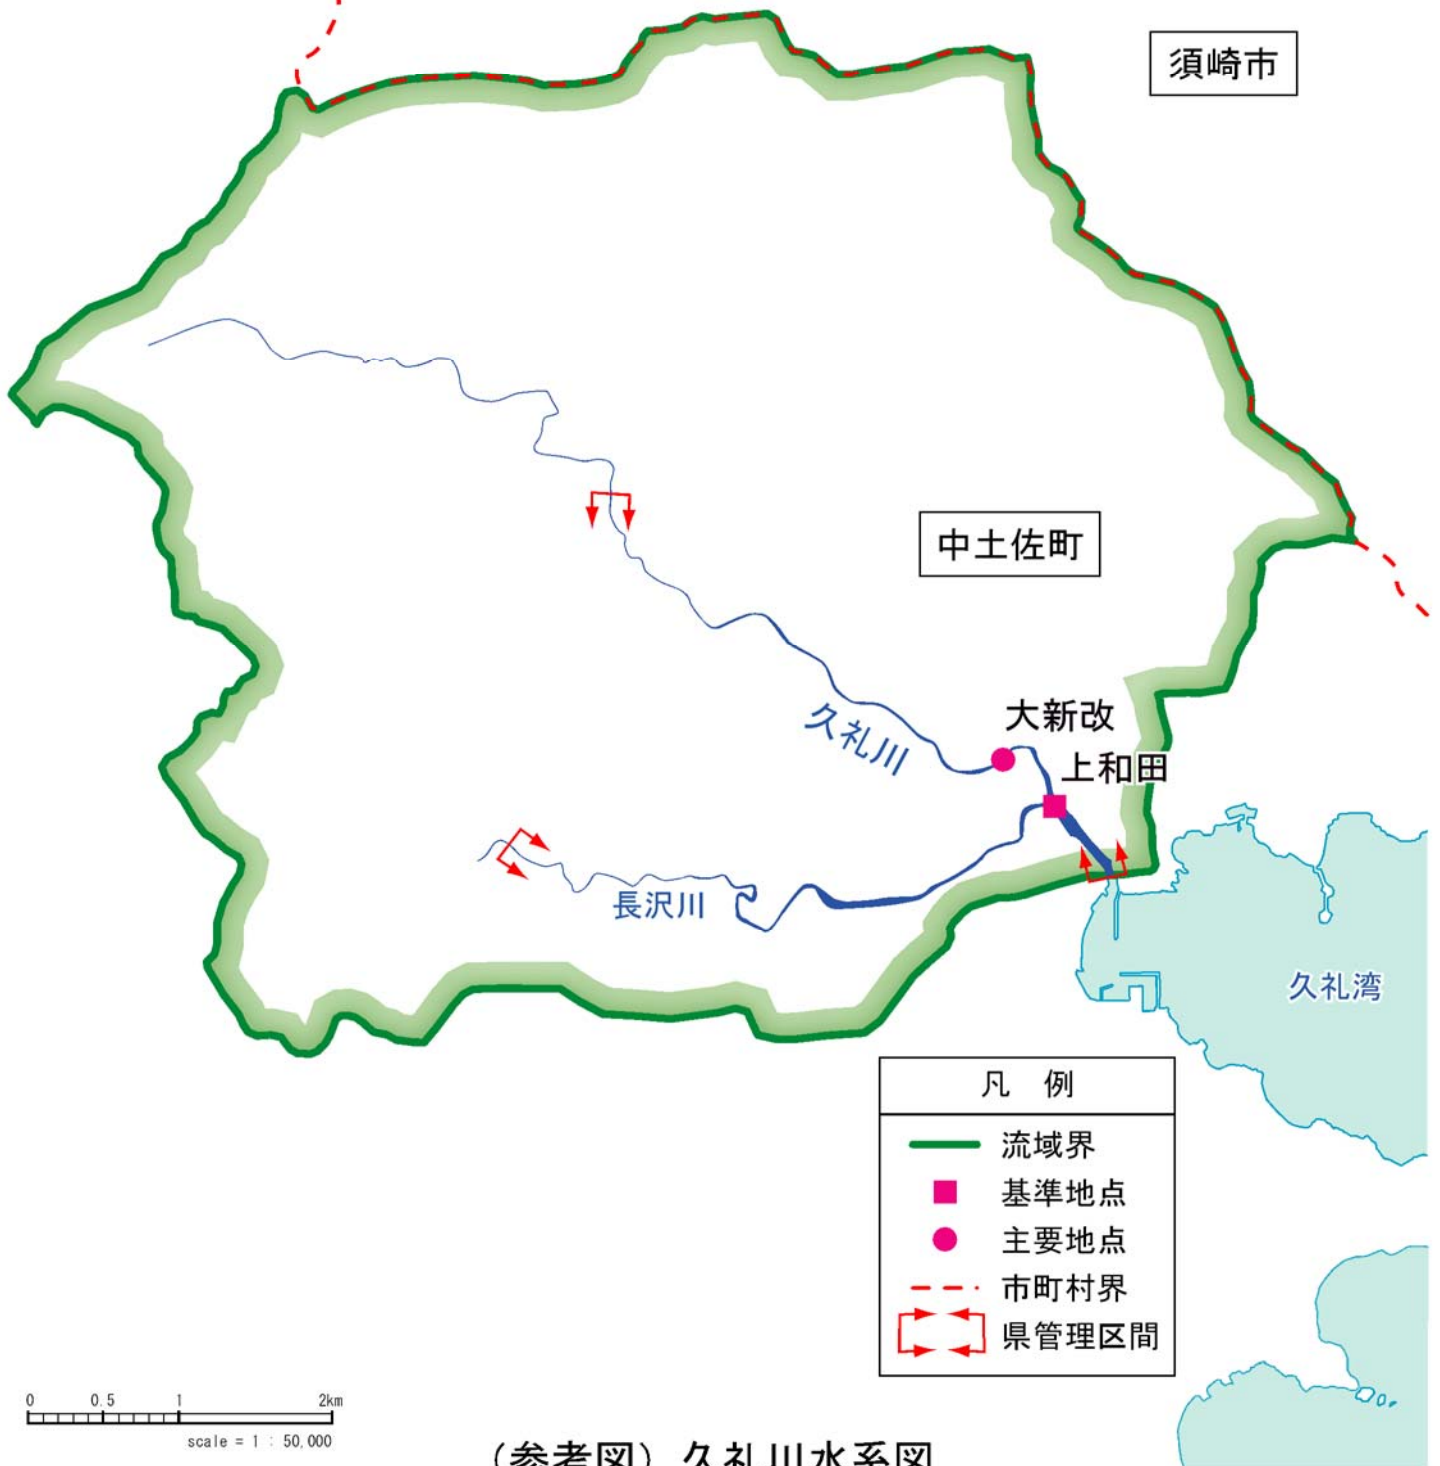 須崎市
中土佐町
大新改
上和田
久礼川
長沢川
久礼湾
凡 例
流域界
基準地点
主要地点
市町村界
県管理区間
0 0.5 1 2km
scale = 1 : 50,000
(参考図) 久礼川水系図